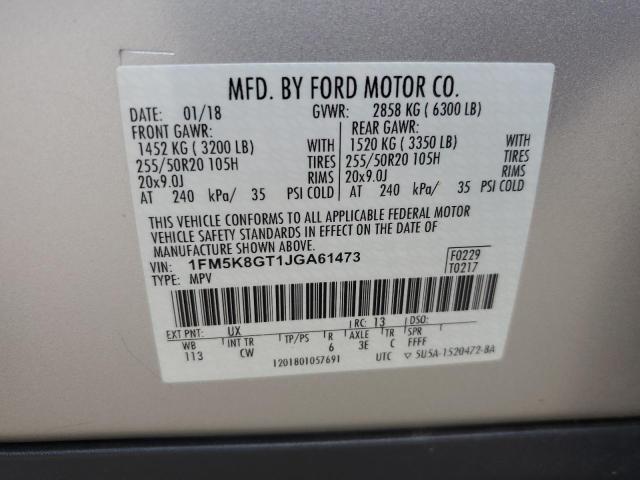 MFD. BY FORD MOTOR CO.
DATE: 01/18 GVWR: 2858 KG ( 6300 LB)
FRONT GAWR: REAR GAWR:
1452 KG ( 3200 LB) WITH 1520 KG ( 3350 LB) WITH
255/50R20 105H TIRES 255/50R20 105H TIRES
20x9.0J RIMS 20x9.0J RIMS
AT 240 kPa/ 35 PSI COLD AT 240 kPa/ 35 PSI COLD
THIS VEHICLE CONFORMS TO ALL APPLICABLE FEDERAL MOTOR
VEHICLE SAFETY STANDARDS IN EFFECT ON THE DATE OF
MANUFACTURE SHOWN ABOVE.
VIN: 1FM5K8GT1JGA61473 F0229
TYPE: MPV T0217
EXT PNT: UX RC: 13 DSO:
WB INT TR TP/PS R AXLE TR SPR
113 CW 6 3E C FFFF
1201801057691 UTC ▽ 5U5A-1520472-BA